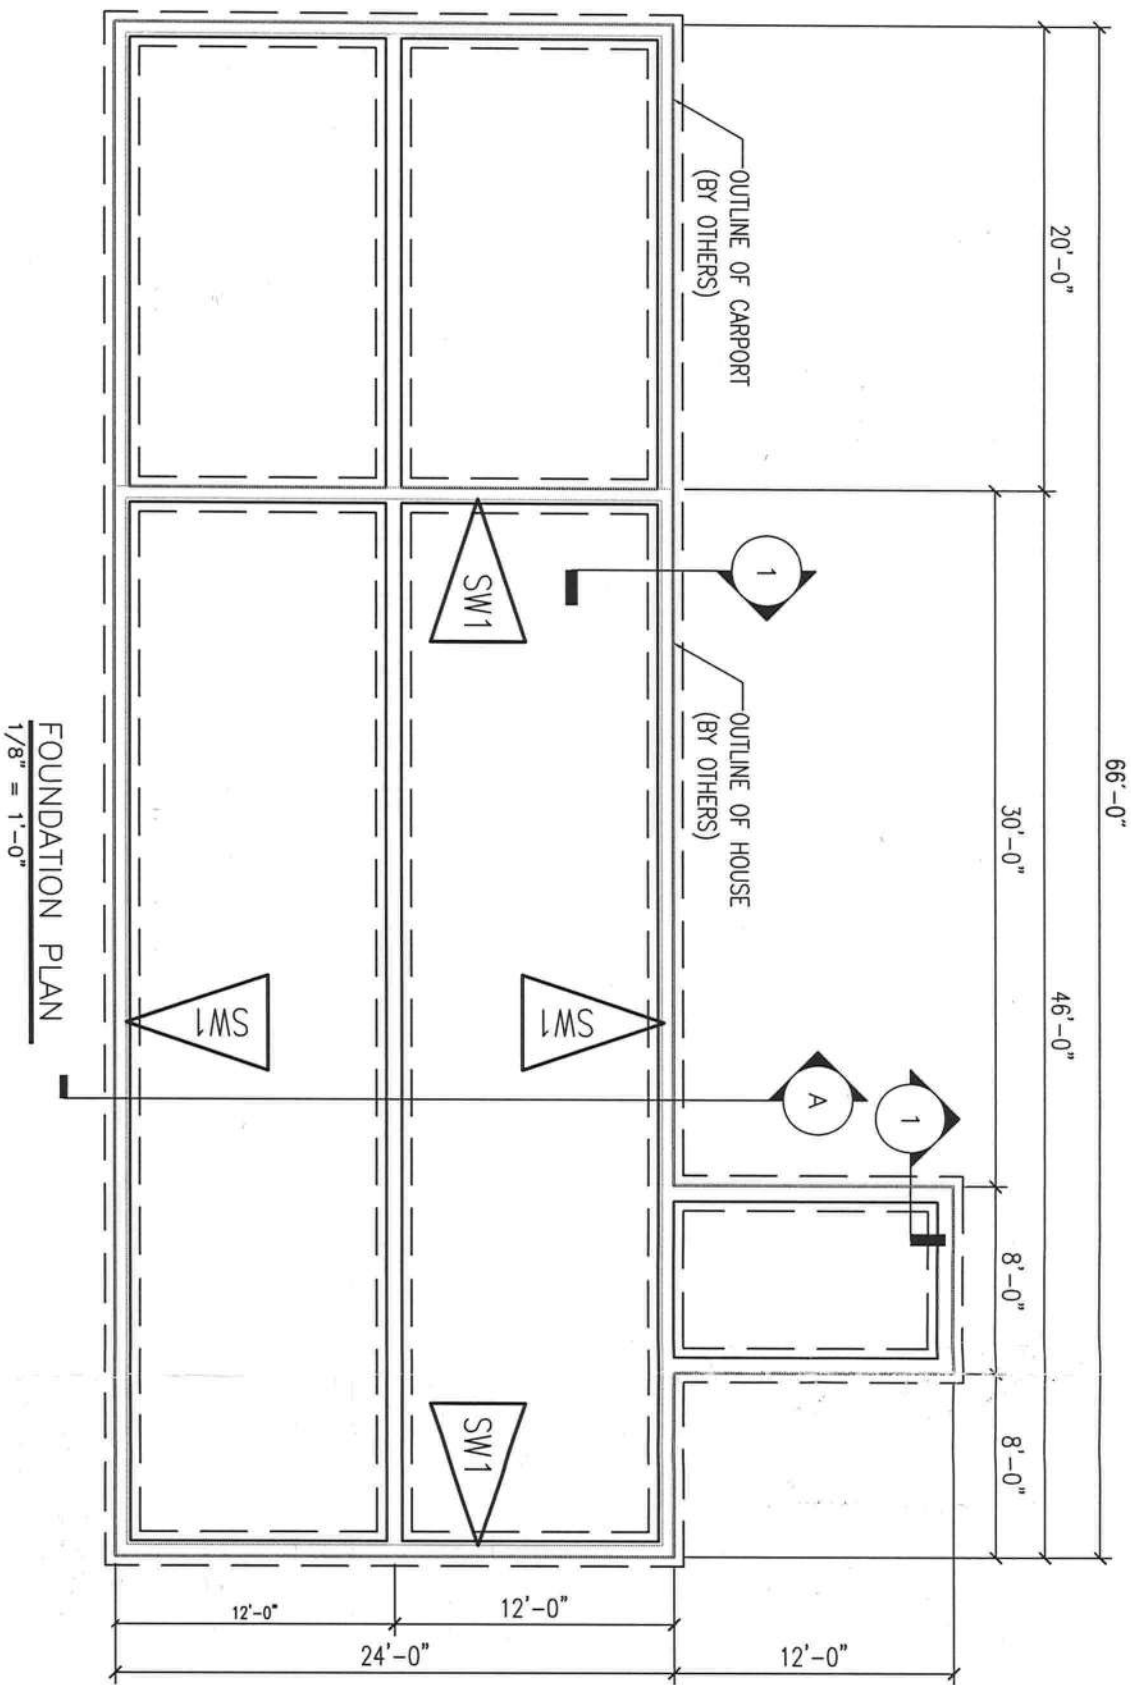 66'-0"
20'-0"
46'-0"
30'-0"
8'-0"
8'-0"
OUTLINE OF CARPORT
(BY OTHERS)
OUTLINE OF HOUSE
(BY OTHERS)
1
A
1
SW1
SW1
SW1
SW1
12'-0"
12'-0"
24'-0"
12'-0"
FOUNDATION PLAN
1/8" = 1'-0"